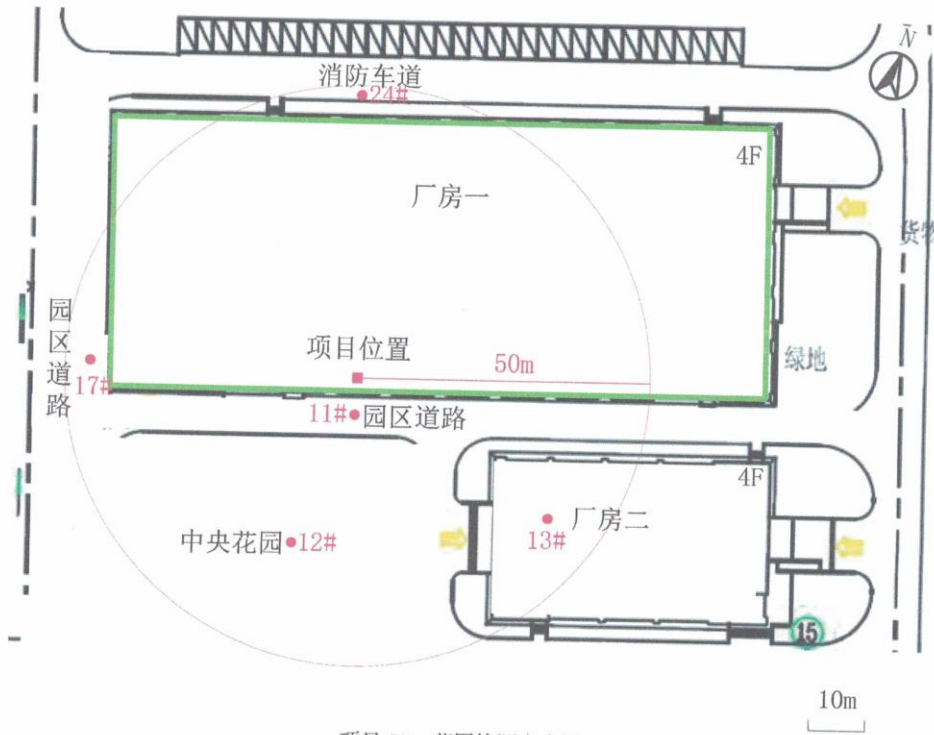 N
消防车道
24#
4F
厂房一
货物
园区道路
17#
项目位置
50m
绿地
11#
园区道路
4F
厂房二
13#
中央花园
12#
15
10m